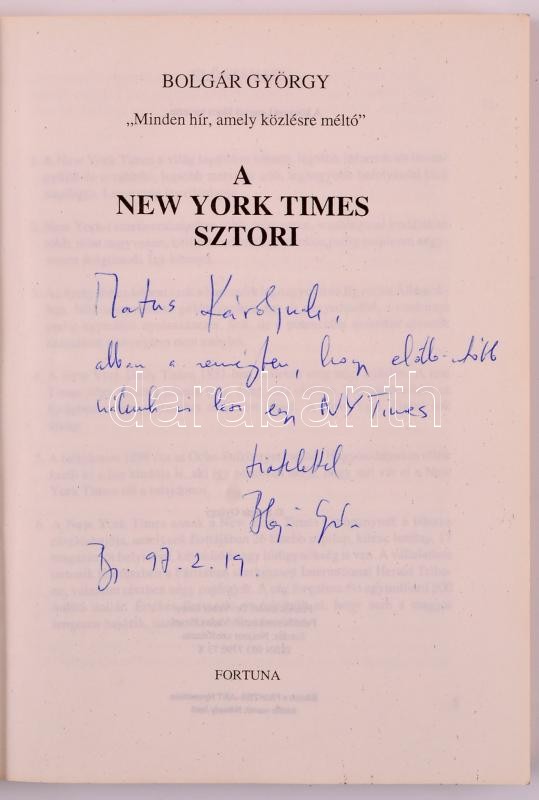 BOLGÁR GYÖRGY
„Minden hír, amely közlésre méltó”
A
NEW YORK TIMES
SZTORI
Matus Károlynak,
abban a reményben, hogy előbb-utóbb
nálunk is lesz egy NY Times
tisztelettel
Bolgár György
Bp. 97. 2. 19.
darabanth
FORTUNA